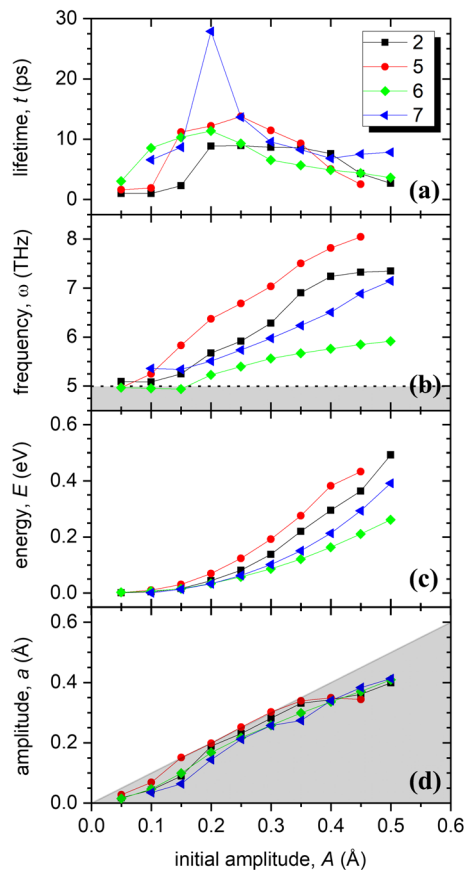 30
20
10
0
lifetime, t (ps)
2
5
6
7
(a)
8
7
6
5
frequency, ω (THz)
(b)
0.6
0.4
0.2
0.0
energy, E (eV)
(c)
0.6
0.4
0.2
0.0
amplitude, a (Å)
(d)
0.0 0.1 0.2 0.3 0.4 0.5 0.6
initial amplitude, A (Å)